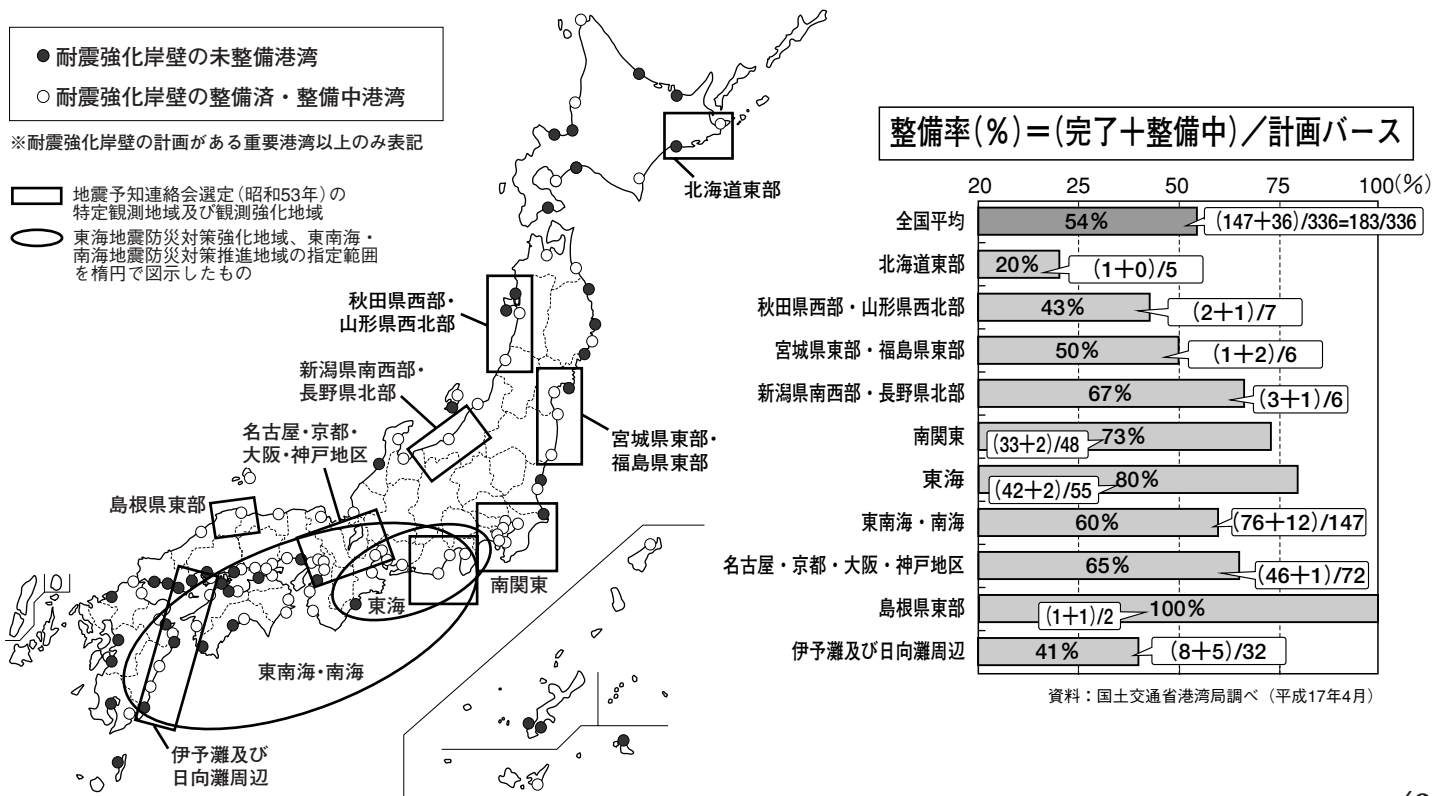 ● 耐震強化岸壁の未整備港湾
○ 耐震強化岸壁の整備済・整備中港湾
※耐震強化岸壁の計画がある重要港湾以上のみ表記
地震予知連絡会選定(昭和53年)の
特定観測地域及び観測強化地域
東海地震防災対策強化地域、東南海・
南海地震防災対策推進地域の指定範囲
を楕円で図示したもの
北海道東部
秋田県西部・
山形県西北部
新潟県南西部・
長野県北部
名古屋・京都・
大阪・神戸地区
宮城県東部・
福島県東部
島根県東部
南関東
東海
東南海・南海
伊予灘及び
日向灘周辺
整備率(%)=(完了+整備中)/計画バース
20 25 50 75 100(%)
全国平均 54% (147+36)/336=183/336
北海道東部 20% (1+0)/5
秋田県西部・山形県西北部 43% (2+1)/7
宮城県東部・福島県東部 50% (1+2)/6
新潟県南西部・長野県北部 67% (3+1)/6
南関東 (33+2)/48 73%
東海 (42+2)/55 80%
東南海・南海 60% (76+12)/147
名古屋・京都・大阪・神戸地区 65% (46+1)/72
島根県東部 (1+1)/2 100%
伊予灘及び日向灘周辺 41% (8+5)/32
資料:国土交通省港湾局調べ(平成17年4月)